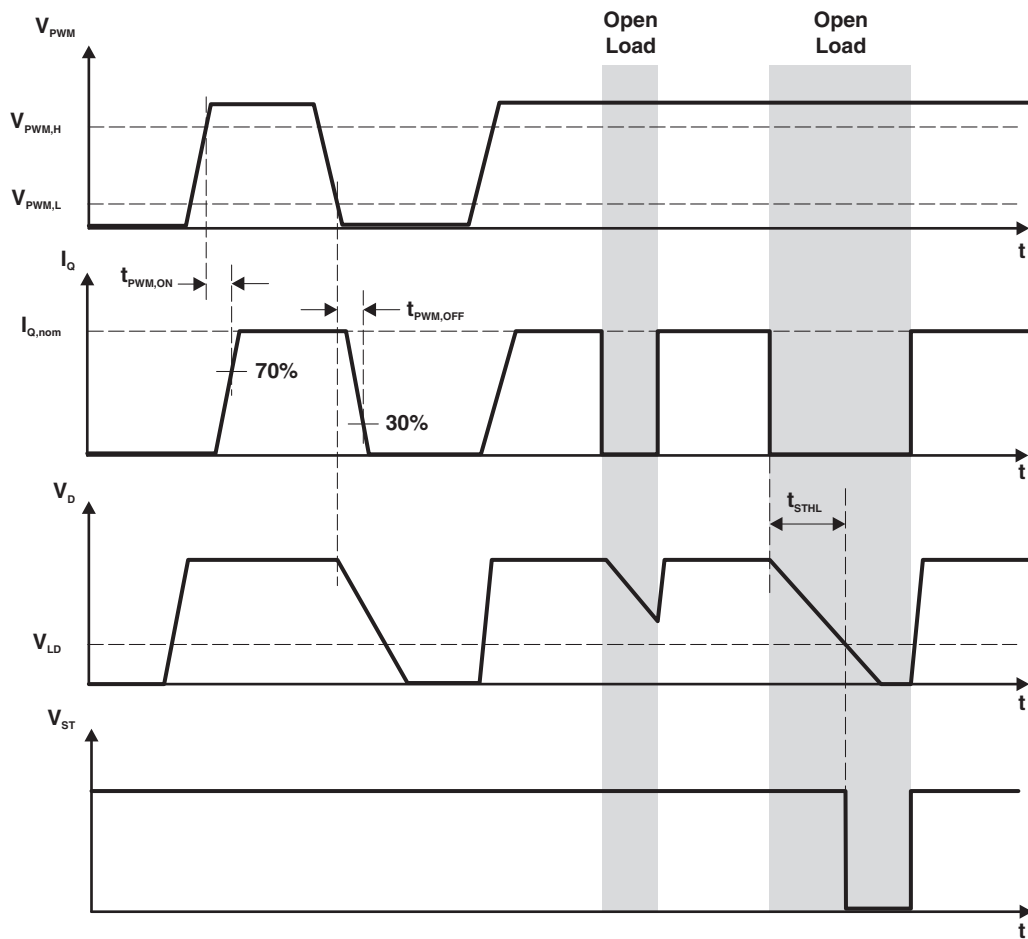 Open
Load
Open
Load
V_PWM
V_PWM,H
V_PWM,L
t
I_Q
t_PWM,ON
t_PWM,OFF
I_Q,nom
70%
30%
t
V_D
t_STHL
V_LD
t
V_ST
t